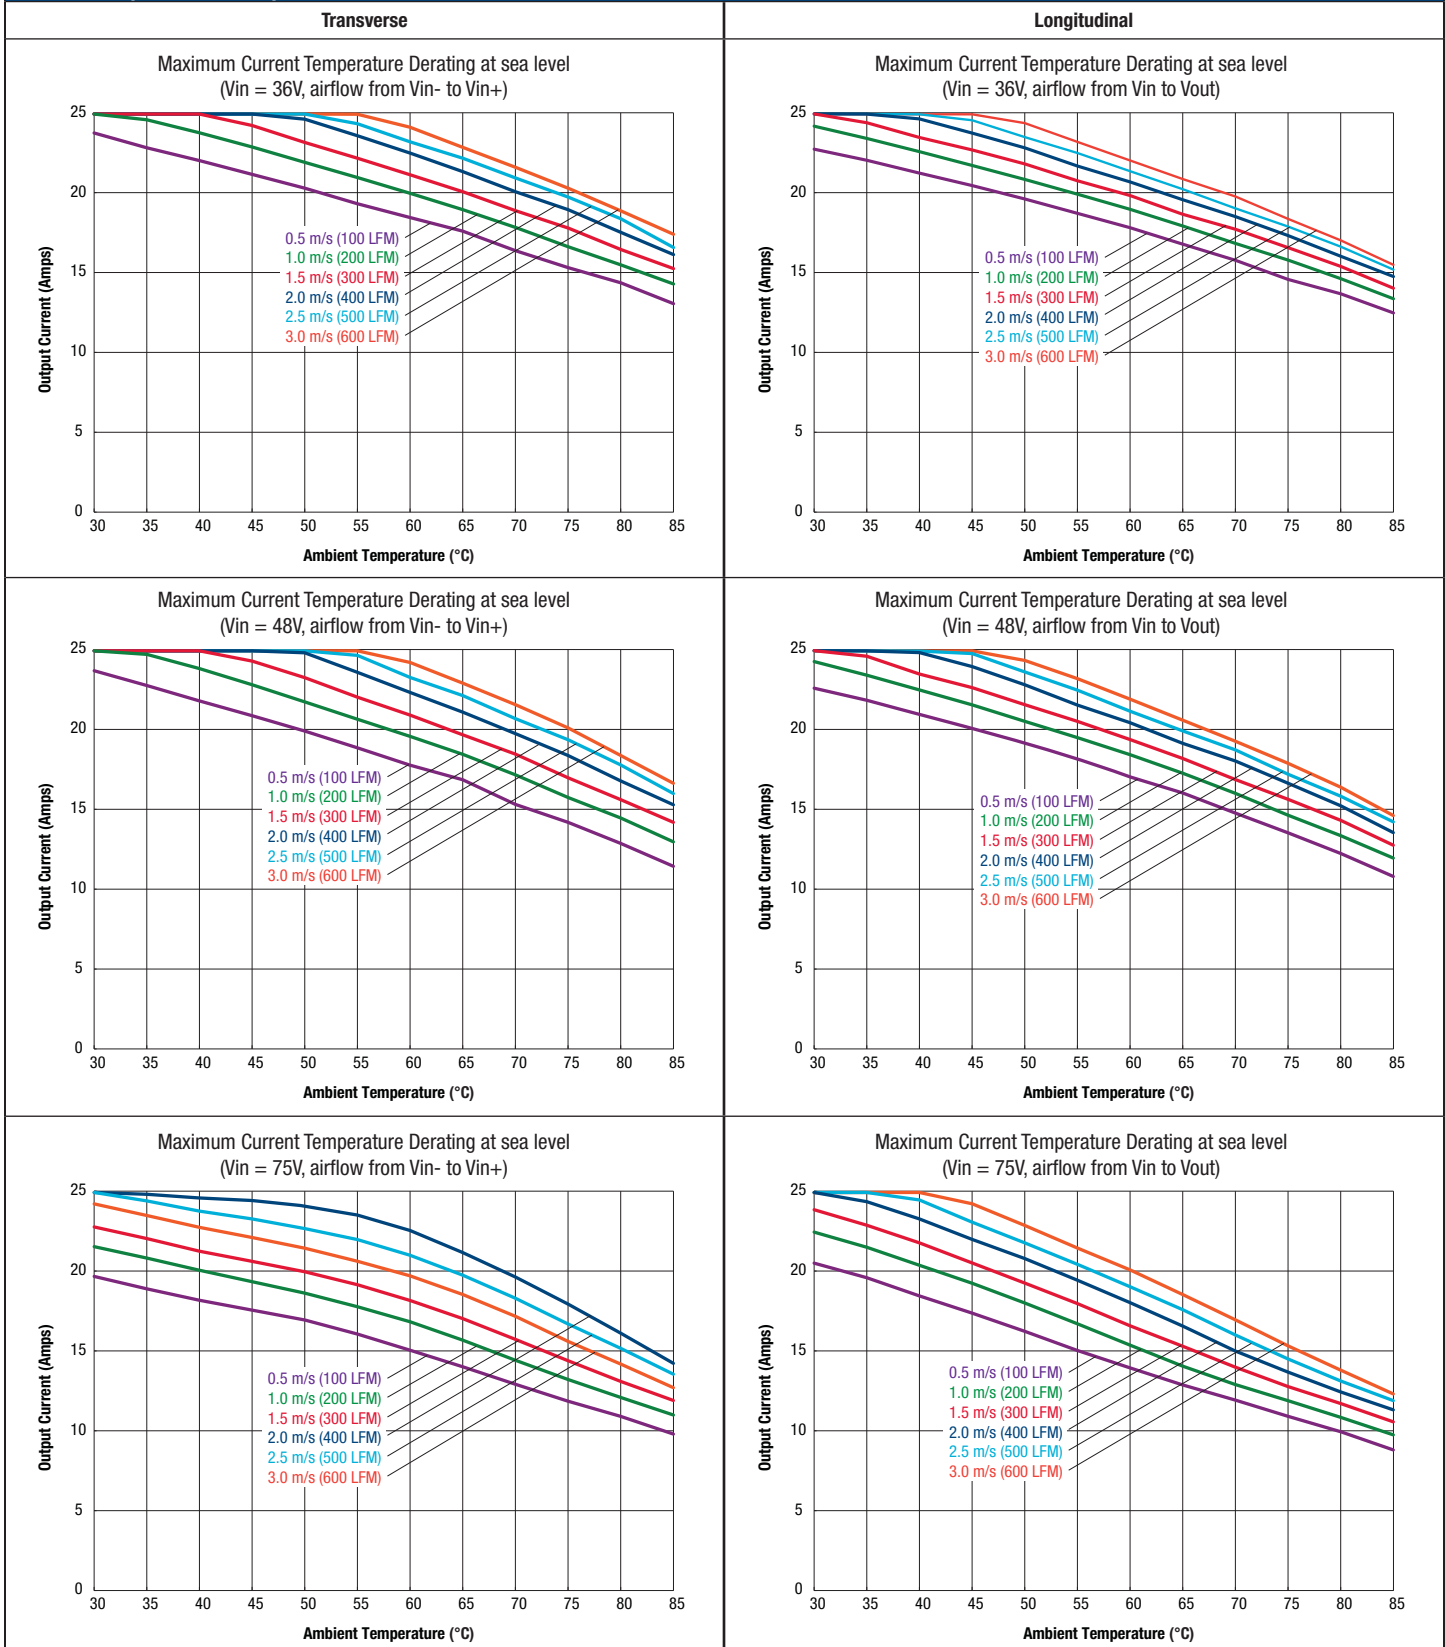 Transverse
Longitudinal
Maximum Current Temperature Derating at sea level
(Vin = 36V, airflow from Vin- to Vin+)
25
20
15
10
5
0
Output Current (Amps)
0.5 m/s (100 LFM)
1.0 m/s (200 LFM)
1.5 m/s (300 LFM)
2.0 m/s (400 LFM)
2.5 m/s (500 LFM)
3.0 m/s (600 LFM)
30 35 40 45 50 55 60 65 70 75 80 85
Ambient Temperature (°C)
Maximum Current Temperature Derating at sea level
(Vin = 36V, airflow from Vin to Vout)
25
20
15
10
5
0
Output Current (Amps)
0.5 m/s (100 LFM)
1.0 m/s (200 LFM)
1.5 m/s (300 LFM)
2.0 m/s (400 LFM)
2.5 m/s (500 LFM)
3.0 m/s (600 LFM)
30 35 40 45 50 55 60 65 70 75 80 85
Ambient Temperature (°C)
Maximum Current Temperature Derating at sea level
(Vin = 48V, airflow from Vin- to Vin+)
25
20
15
10
5
0
Output Current (Amps)
0.5 m/s (100 LFM)
1.0 m/s (200 LFM)
1.5 m/s (300 LFM)
2.0 m/s (400 LFM)
2.5 m/s (500 LFM)
3.0 m/s (600 LFM)
30 35 40 45 50 55 60 65 70 75 80 85
Ambient Temperature (°C)
Maximum Current Temperature Derating at sea level
(Vin = 48V, airflow from Vin to Vout)
25
20
15
10
5
0
Output Current (Amps)
0.5 m/s (100 LFM)
1.0 m/s (200 LFM)
1.5 m/s (300 LFM)
2.0 m/s (400 LFM)
2.5 m/s (500 LFM)
3.0 m/s (600 LFM)
30 35 40 45 50 55 60 65 70 75 80 85
Ambient Temperature (°C)
Maximum Current Temperature Derating at sea level
(Vin = 75V, airflow from Vin- to Vin+)
25
20
15
10
5
0
Output Current (Amps)
0.5 m/s (100 LFM)
1.0 m/s (200 LFM)
1.5 m/s (300 LFM)
2.0 m/s (400 LFM)
2.5 m/s (500 LFM)
3.0 m/s (600 LFM)
30 35 40 45 50 55 60 65 70 75 80 85
Ambient Temperature (°C)
Maximum Current Temperature Derating at sea level
(Vin = 75V, airflow from Vin to Vout)
25
20
15
10
5
0
Output Current (Amps)
0.5 m/s (100 LFM)
1.0 m/s (200 LFM)
1.5 m/s (300 LFM)
2.0 m/s (400 LFM)
2.5 m/s (500 LFM)
3.0 m/s (600 LFM)
30 35 40 45 50 55 60 65 70 75 80 85
Ambient Temperature (°C)